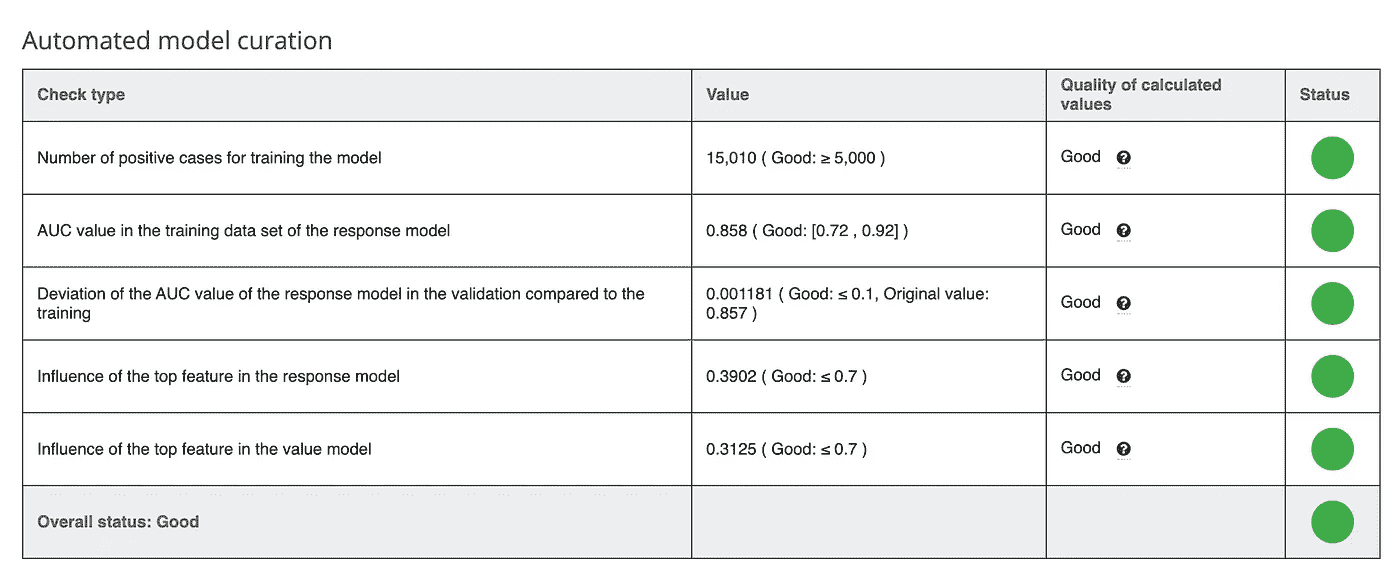 Automated model curation
Check type
Value
Quality of calculated
values
Status
Number of positive cases for training the model
15,010 ( Good: ≥ 5,000 )
Good ?
AUC value in the training data set of the response model
0.858 ( Good: [0.72 , 0.92] )
Good ?
Deviation of the AUC value of the response model in the validation compared to the
training
0.001181 ( Good: ≤ 0.1, Original value:
0.857 )
Good ?
Influence of the top feature in the response model
0.3902 ( Good: ≤ 0.7 )
Good ?
Influence of the top feature in the value model
0.3125 ( Good: ≤ 0.7 )
Good ?
Overall status: Good